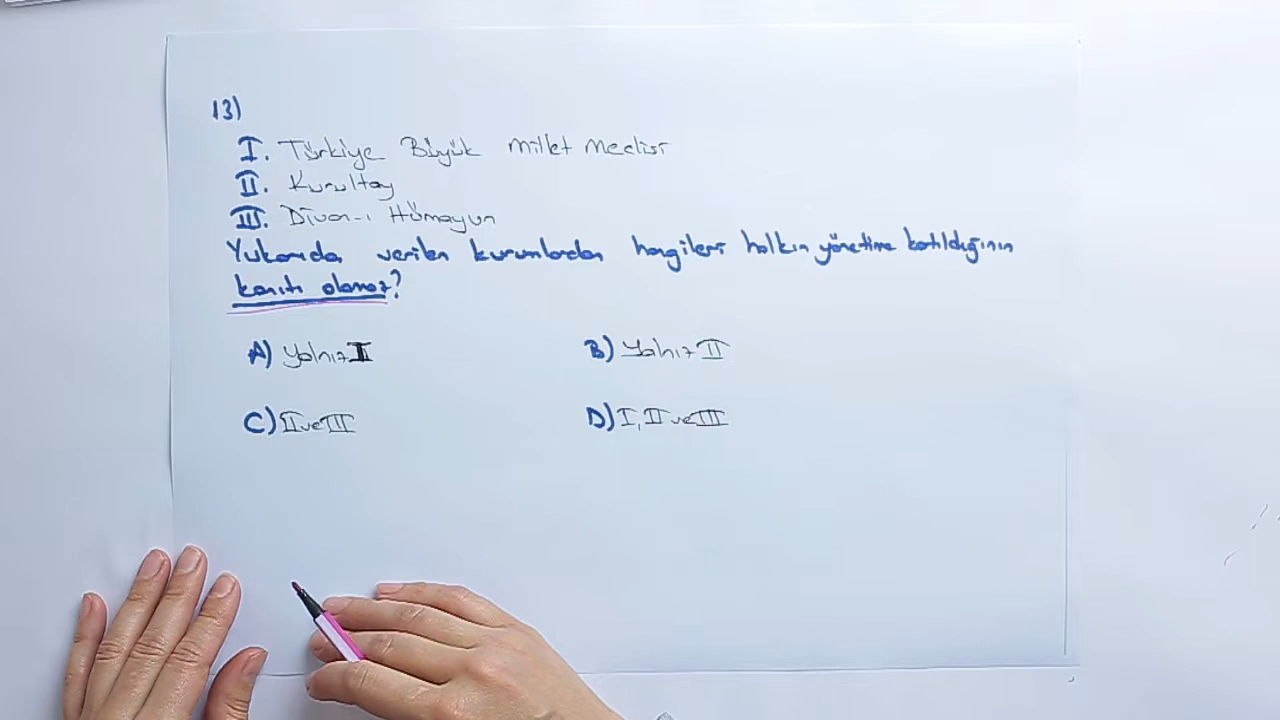 13)
I. Türkiye Büyük Millet Meclisi
II. Kurultay
III. Divan-ı Hümayun
Yukarıda verilen kurumlardan hangileri halkın yönetime katıldığının
kanıtı olamaz?
A) Yalnız I B) Yalnız II
C) II ve III D) I, II ve III